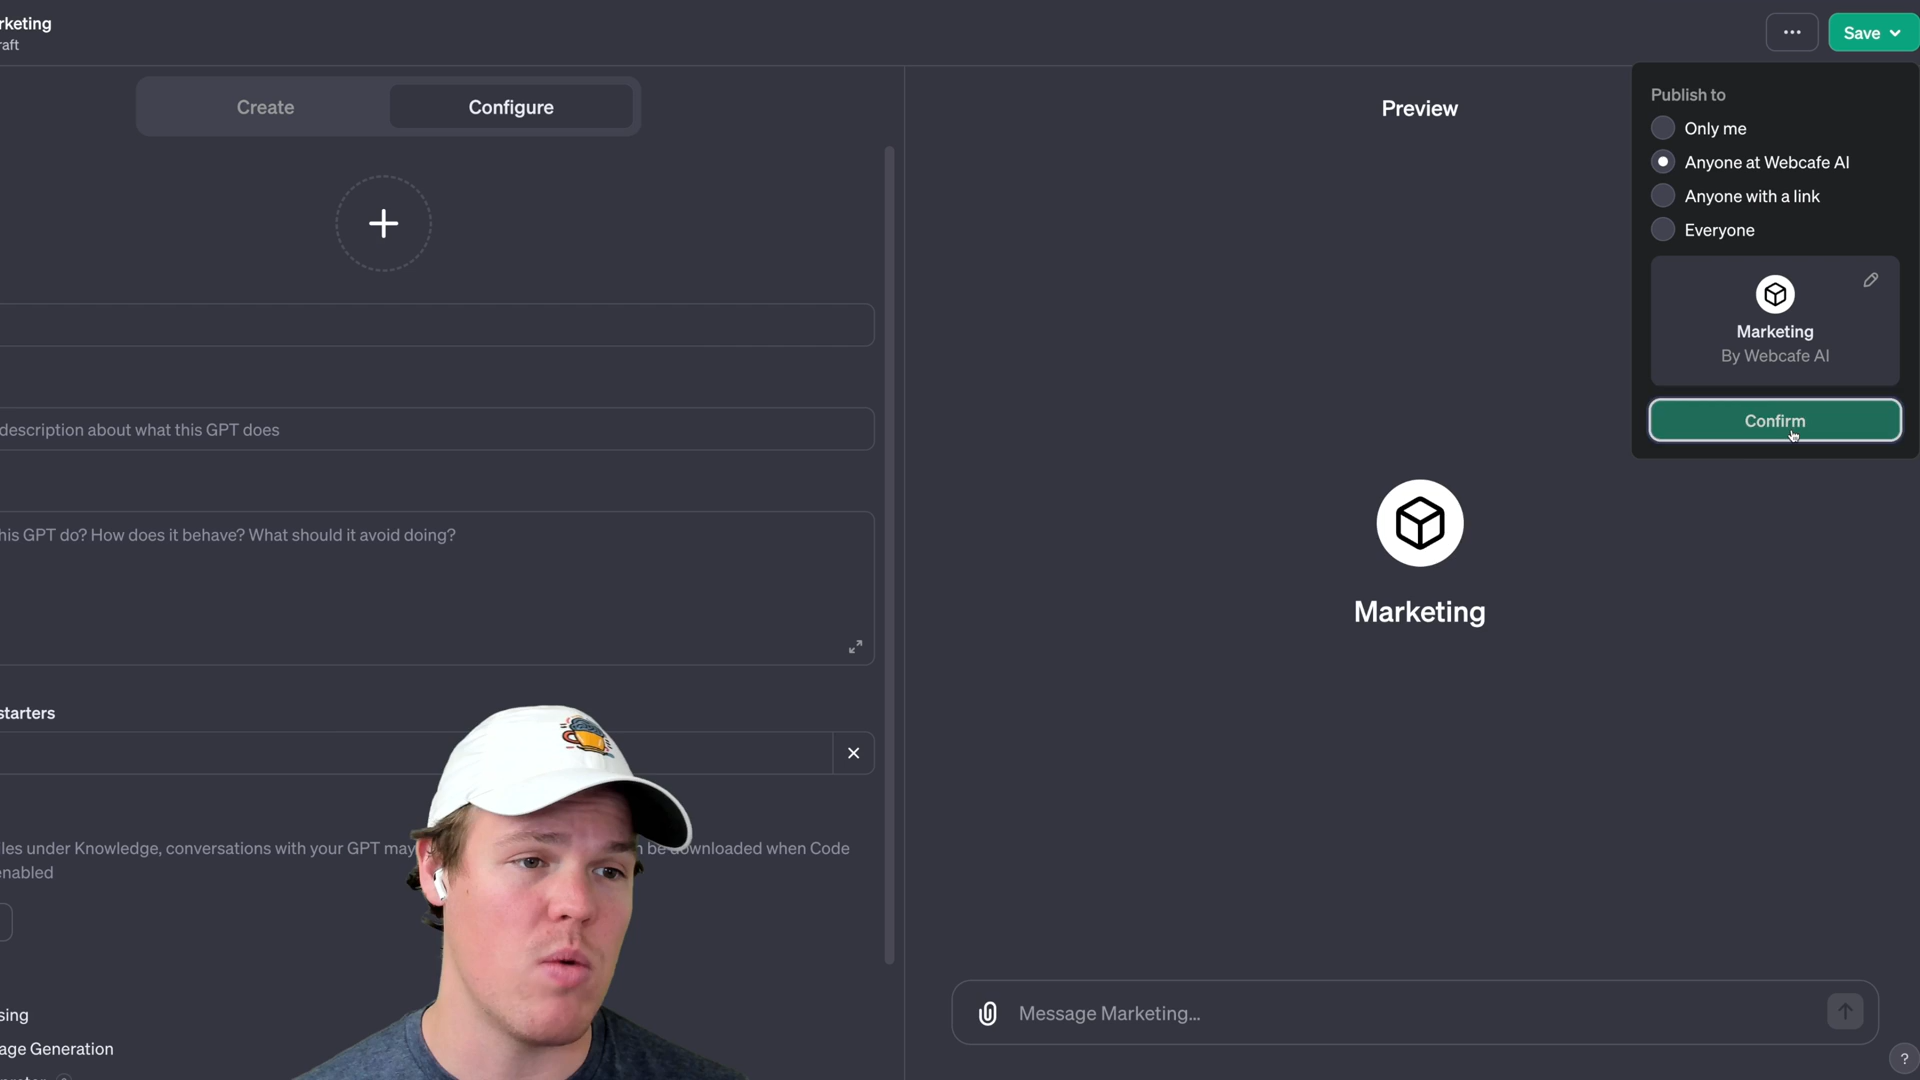 rketing
raft
Save
Create
Configure
Preview
Publish to
Only me
Anyone at Webcafe AI
Anyone with a link
Everyone
Marketing
By Webcafe AI
Confirm
description about what this GPT does
his GPT do? How does it behave? What should it avoid doing?
Marketing
starters
les under Knowledge, conversations with your GPT may n be downloaded when Code
enabled
sing
age Generation
Message Marketing...
?